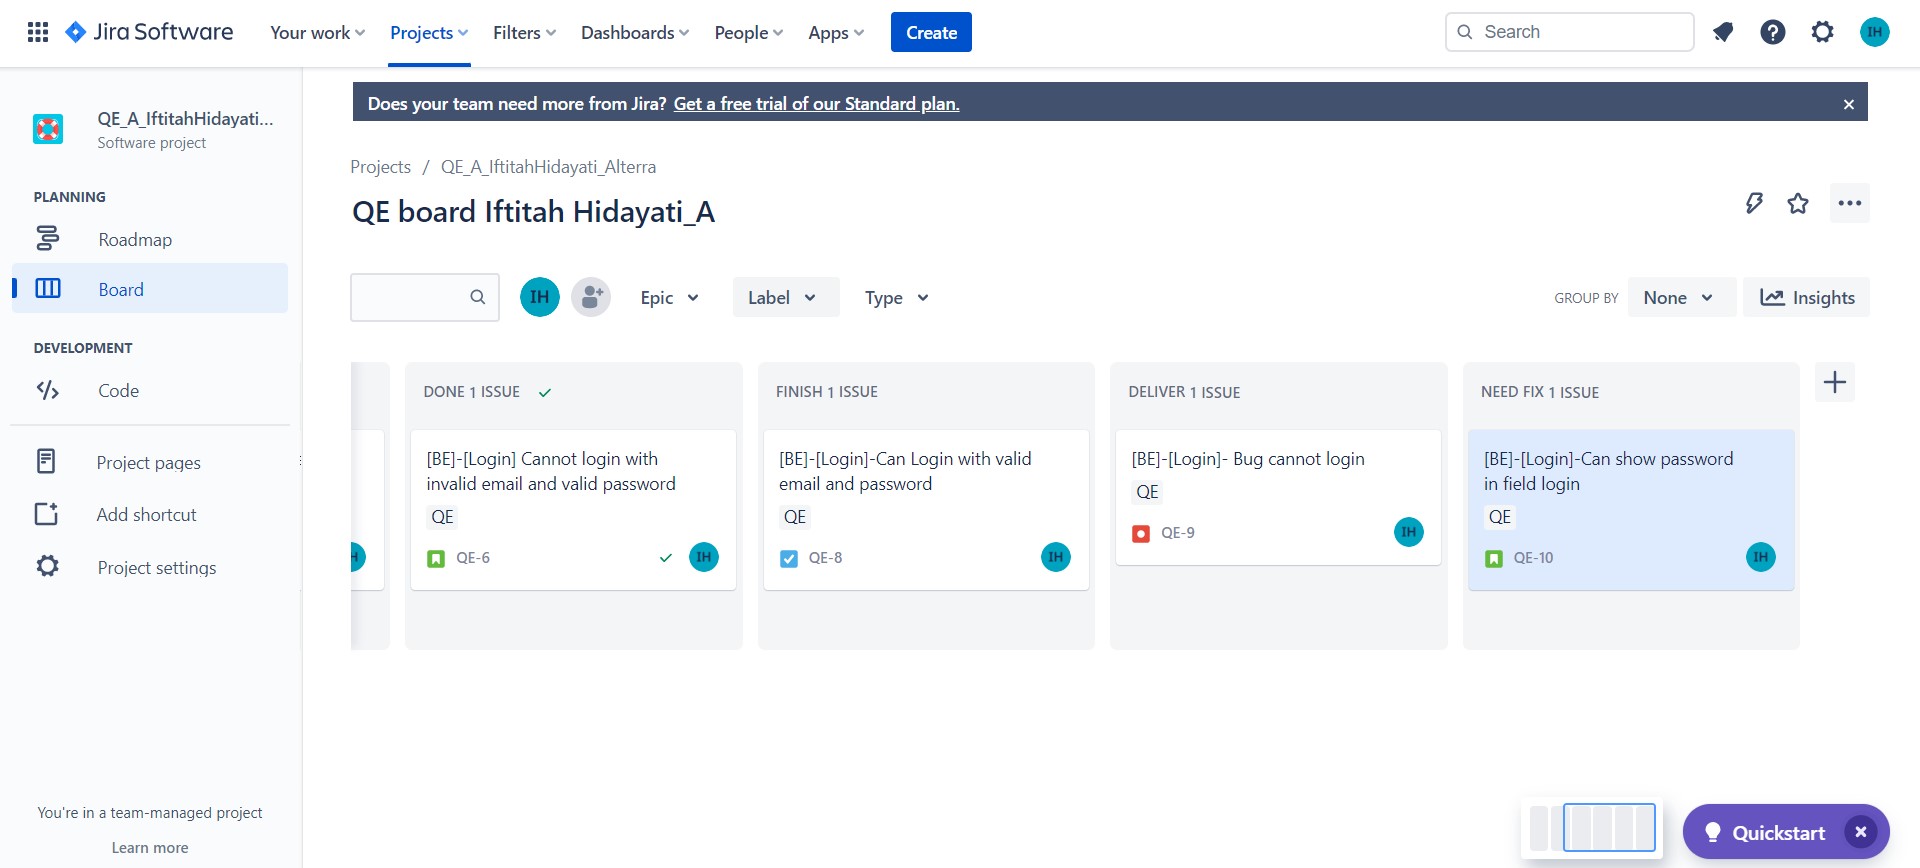 Jira Software
Your work
Projects
Filters
Dashboards
People
Apps
Create
Search
IH
QE_A_IftitahHidayati...
Software project
PLANNING
Roadmap
Board
DEVELOPMENT
Code
Project pages
Add shortcut
Project settings
You're in a team-managed project
Learn more
Does your team need more from Jira? Get a free trial of our Standard plan.
Projects / QE_A_IftitahHidayati_Alterra
QE board Iftitah Hidayati_A
IH
Epic
Label
Type
GROUP BY
None
Insights
DONE 1 ISSUE
[BE]-[Login] Cannot login with
invalid email and valid password
QE
QE-6
IH
FINISH 1 ISSUE
[BE]-[Login]-Can Login with valid
email and password
QE
QE-8
IH
DELIVER 1 ISSUE
[BE]-[Login]- Bug cannot login
QE
QE-9
IH
NEED FIX 1 ISSUE
[BE]-[Login]-Can show password
in field login
QE
QE-10
IH
Quickstart